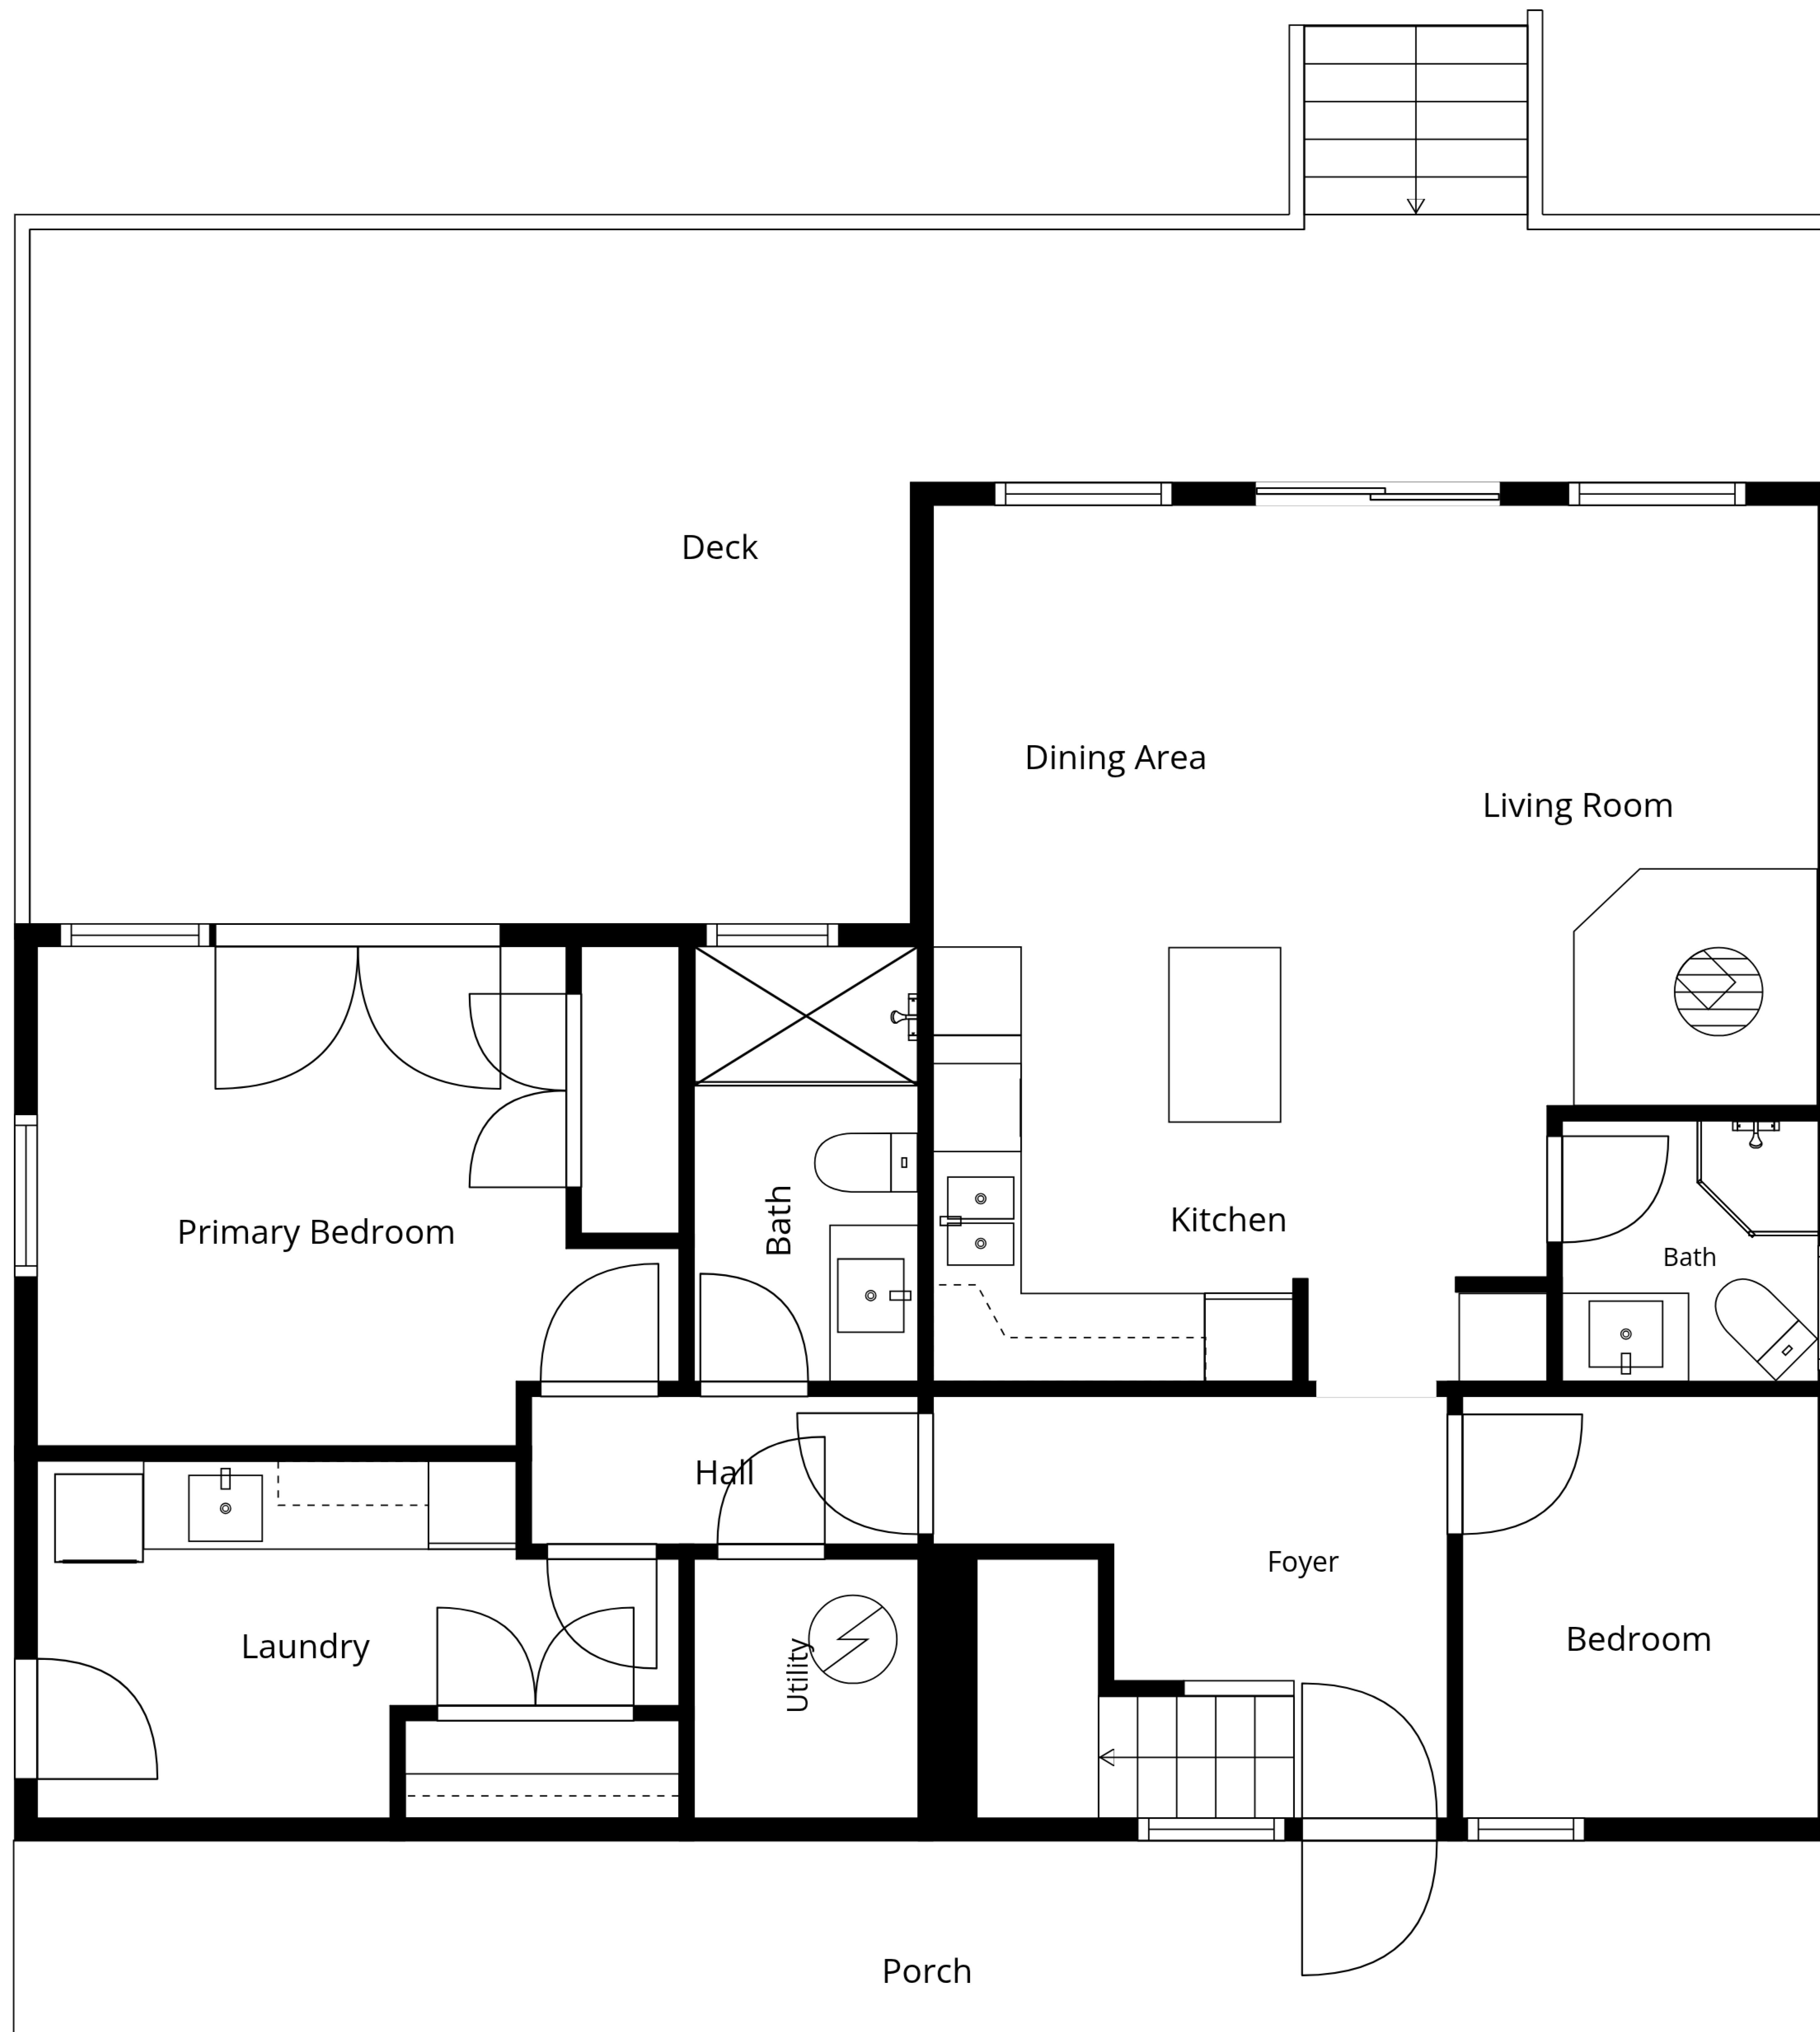 Deck
Dining Area
Living Room
Primary Bedroom
Bath
Kitchen
Bath
Hall
Foyer
Laundry
Utility
Bedroom
Porch